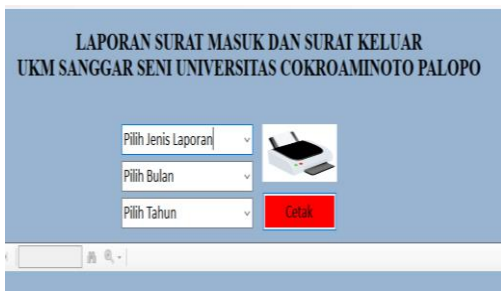 LAPORAN SURAT MASUK DAN SURAT KELUAR
UKM SANGGAR SENI UNIVERSITAS COKROAMINOTO PALOPO
Pilih Jenis Laporan
Pilih Bulan
Pilih Tahun
Cetak